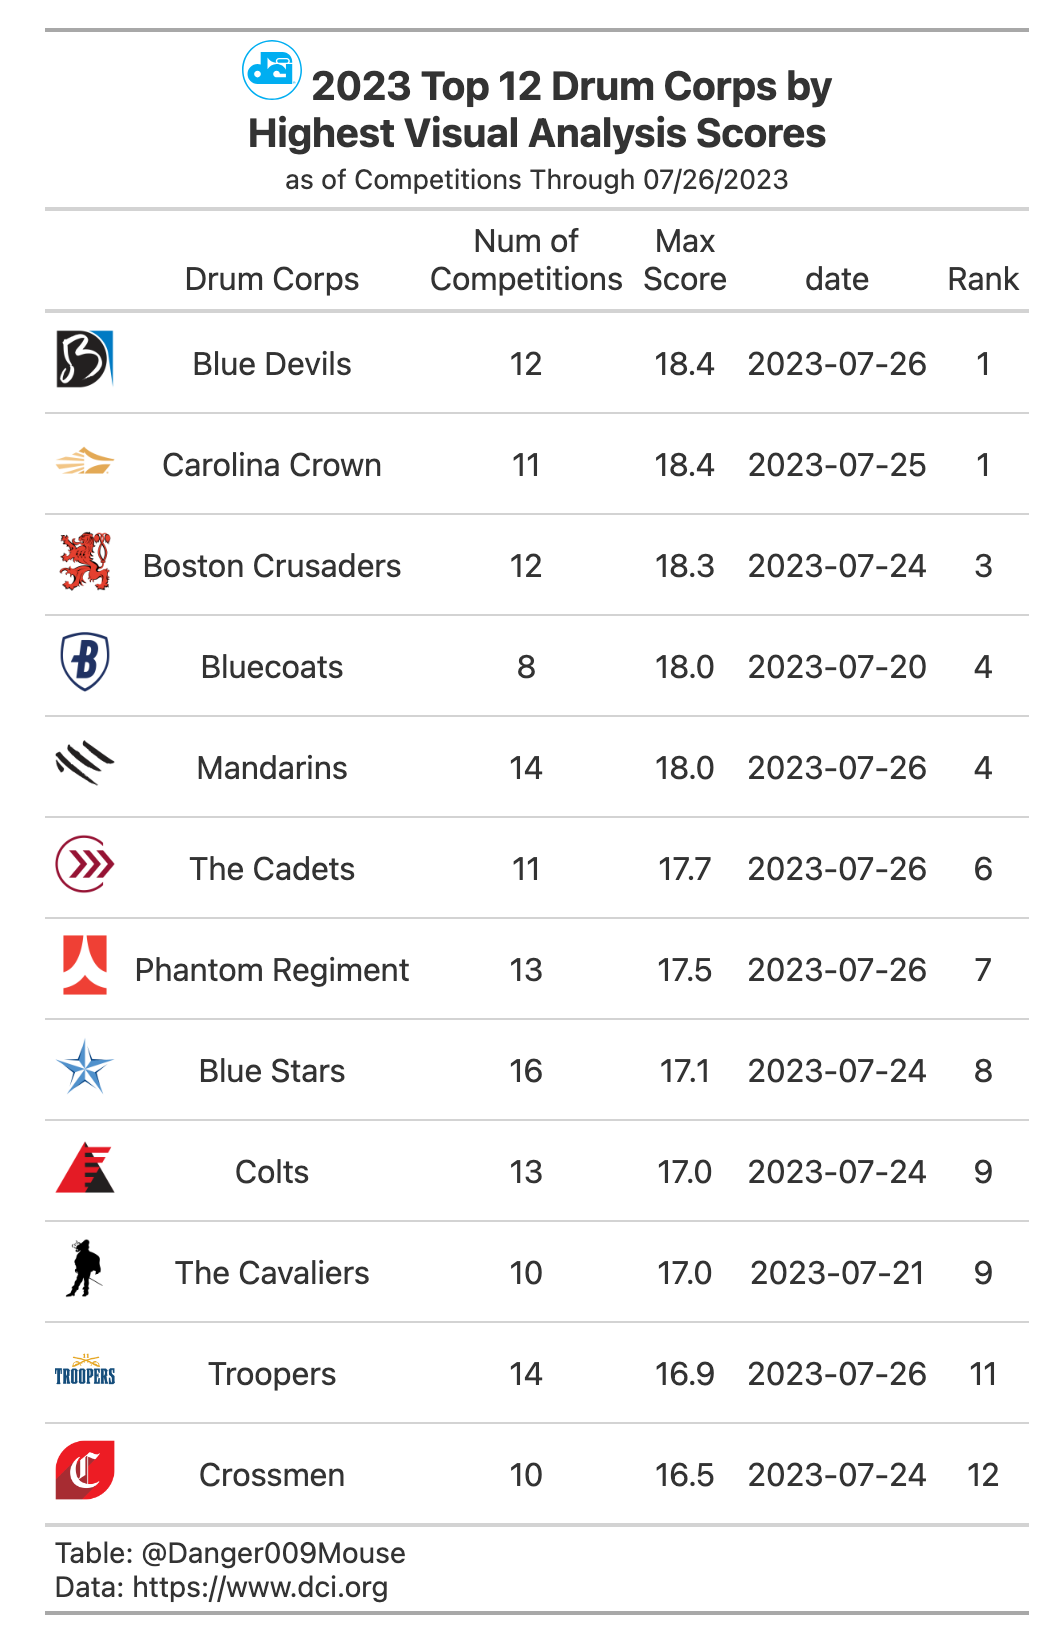 dci 2023 Top 12 Drum Corps by
Highest Visual Analysis Scores
as of Competitions Through 07/26/2023
Drum Corps Num of Competitions Max Score date Rank
B Blue Devils 12 18.4 2023-07-26 1
Carolina Crown 11 18.4 2023-07-25 1
Boston Crusaders 12 18.3 2023-07-24 3
B Bluecoats 8 18.0 2023-07-20 4
Mandarins 14 18.0 2023-07-26 4
The Cadets 11 17.7 2023-07-26 6
Phantom Regiment 13 17.5 2023-07-26 7
Blue Stars 16 17.1 2023-07-24 8
Colts 13 17.0 2023-07-24 9
The Cavaliers 10 17.0 2023-07-21 9
TROOPERS Troopers 14 16.9 2023-07-26 11
C Crossmen 10 16.5 2023-07-24 12
Table: @Danger009Mouse
Data: https://www.dci.org